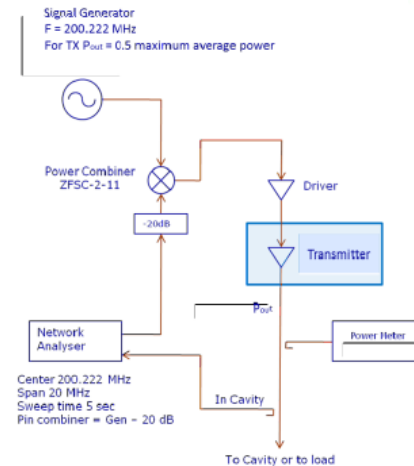 Signal Generator
F = 200.222 MHz
For TX Pout = 0.5 maximum average power
Power Combiner
ZFSC-2-11
Driver
-20dB
Transmitter
Pout
Network
Analyser
Power Meter
Center 200.222 MHz
Span 20 MHz
Sweep time 5 sec
Pin combiner = Gen – 20 dB
In Cavity
To Cavity or to load